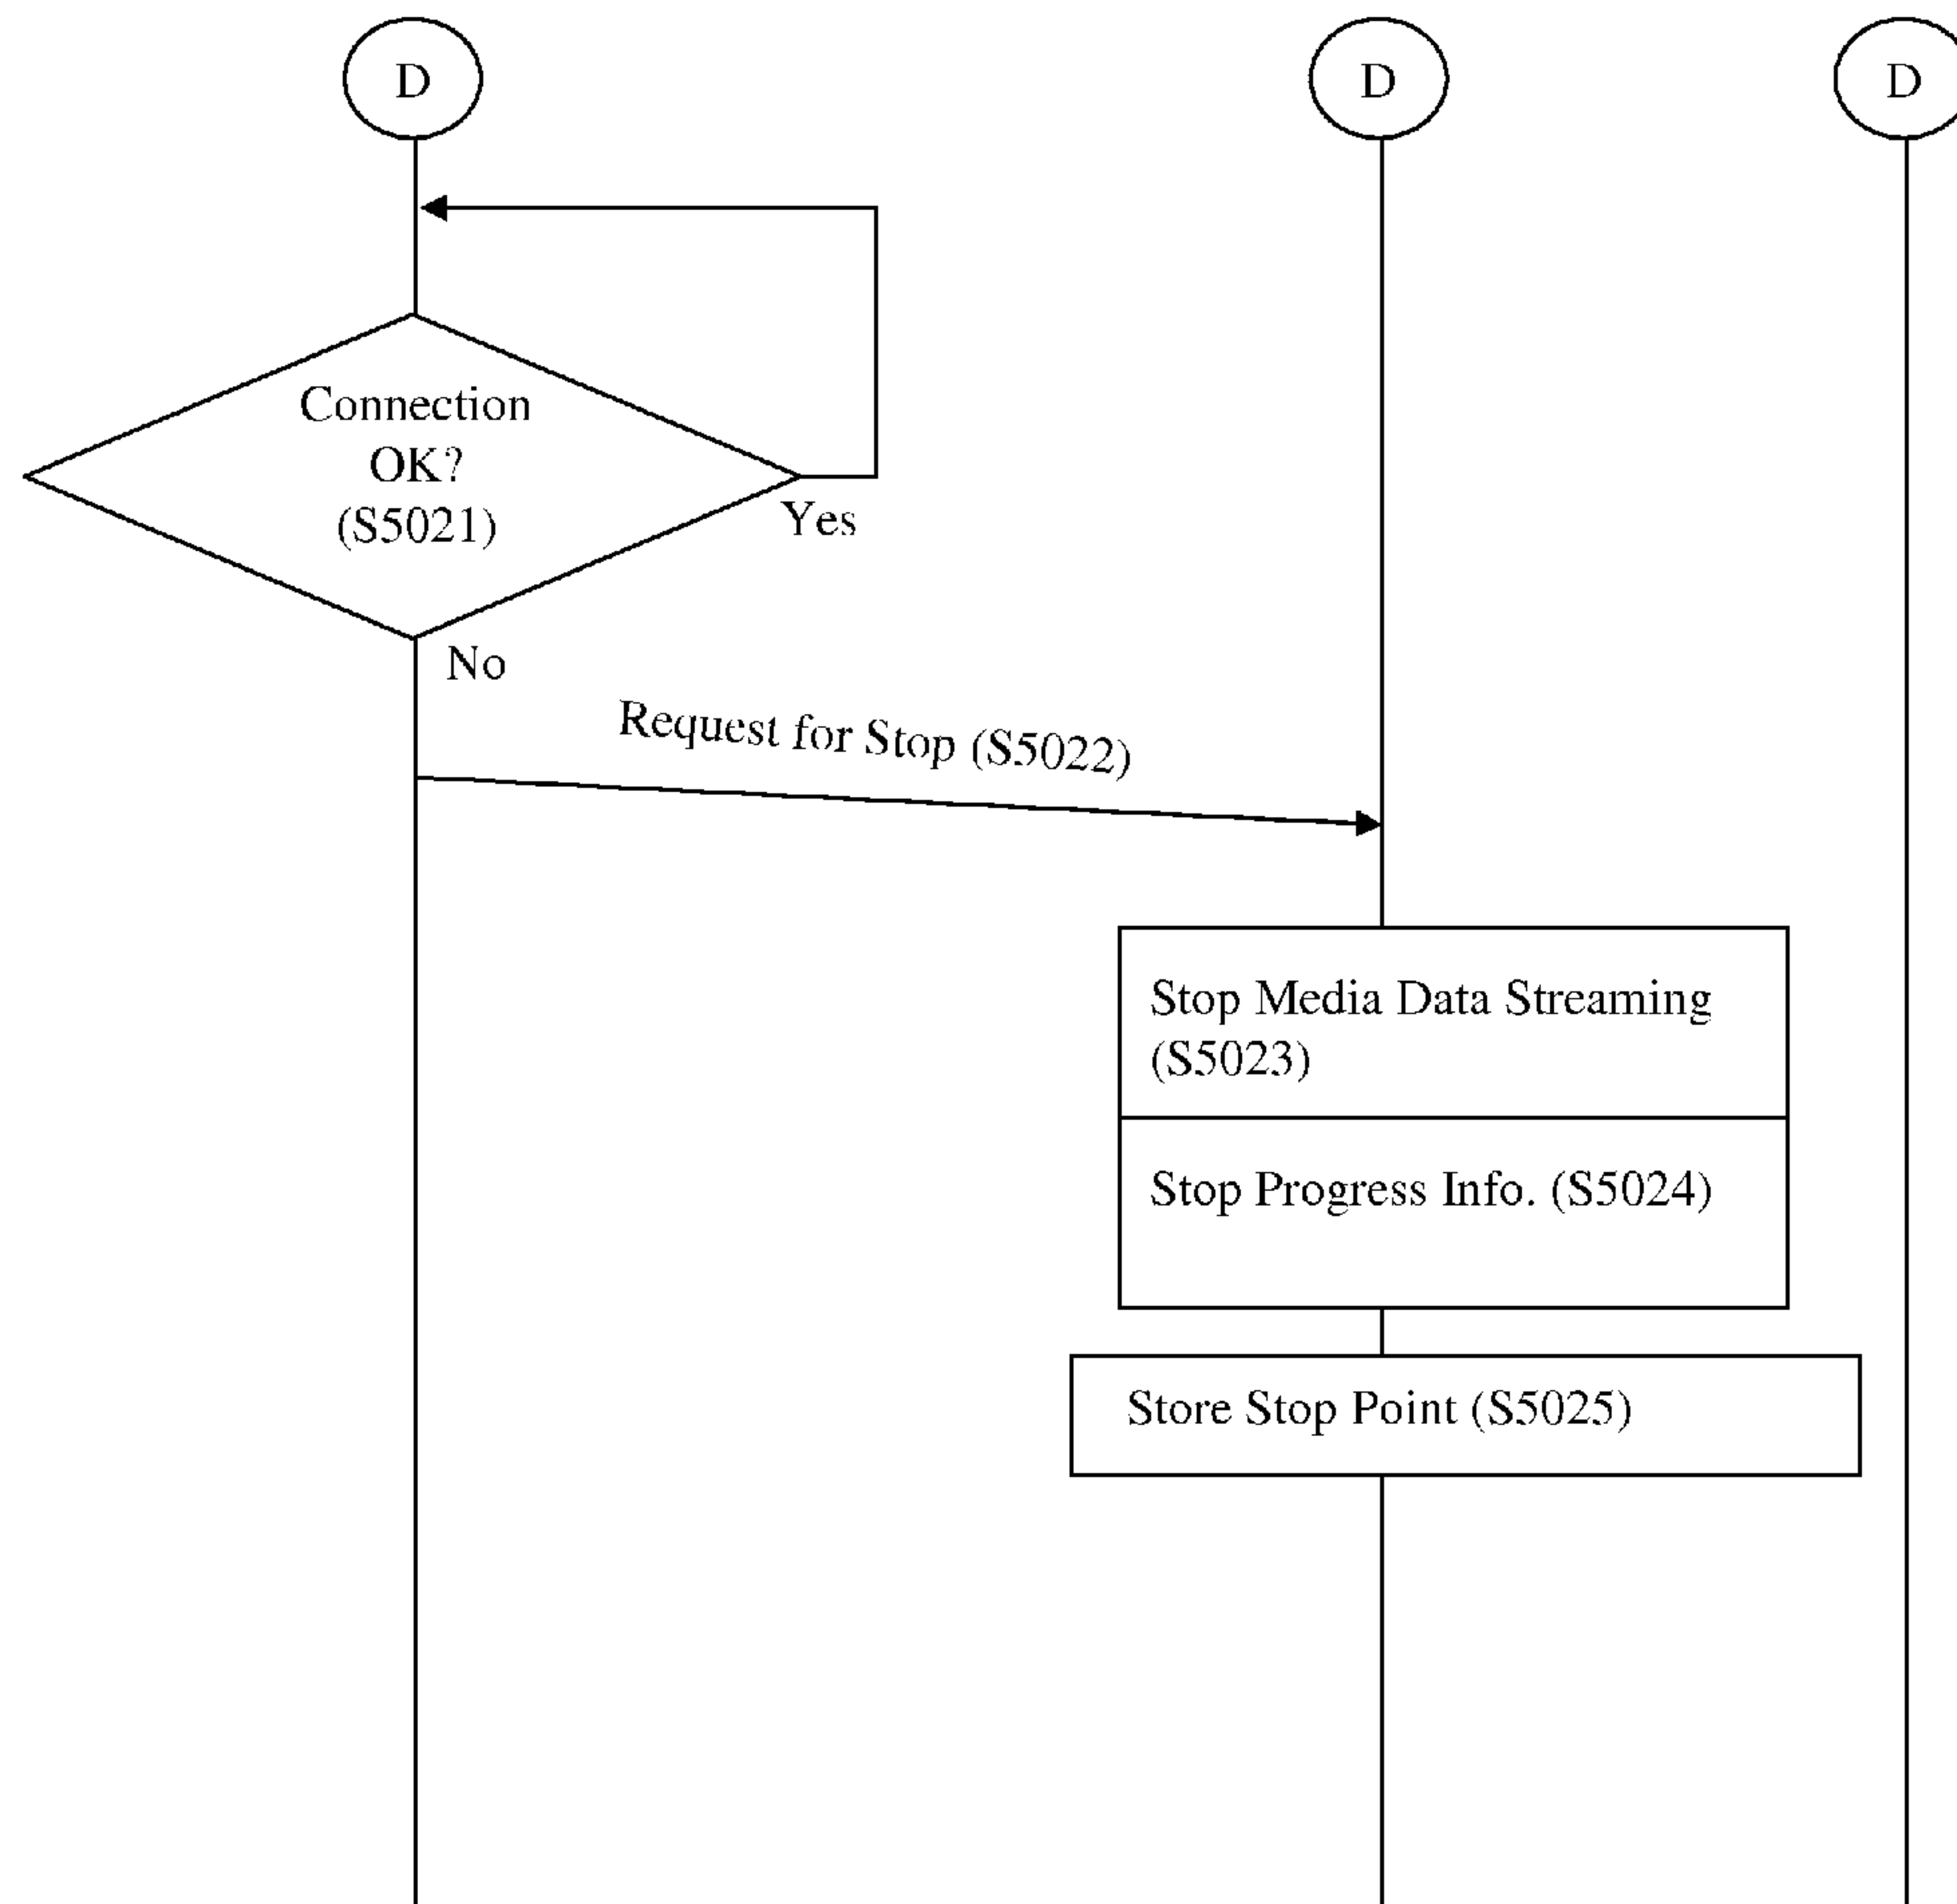 D
D
D
Connection
OK?
(S5021)
Yes
No
Request for Stop (S5022)
Stop Media Data Streaming
(S5023)
Stop Progress Info. (S5024)
Store Stop Point (S5025)